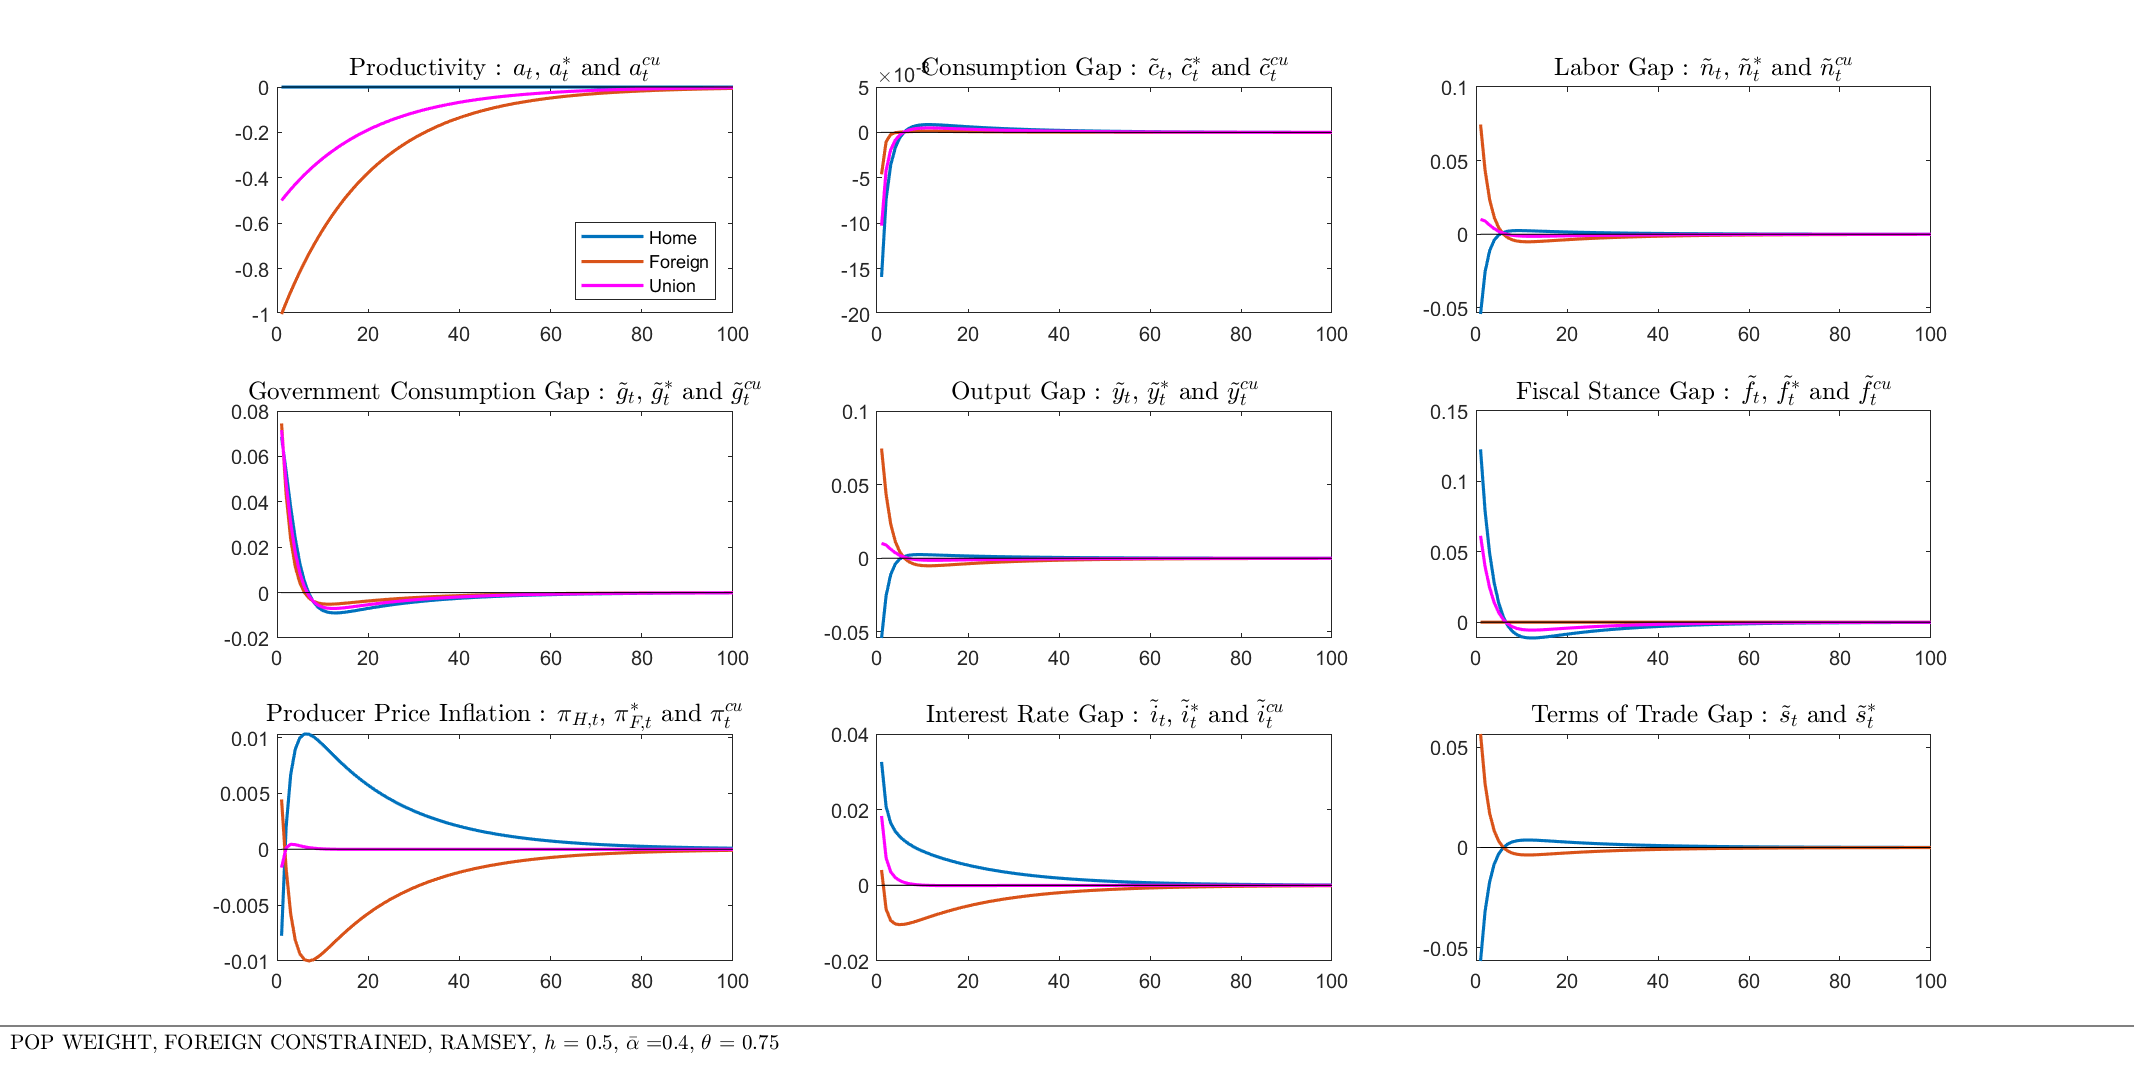 Productivity : a_t, a_t^* and a_t^{cu}
0
-0.2
-0.4
-0.6
-0.8
-1
0 20 40 60 80 100
Home
Foreign
Union
×10^{-3}
Consumption Gap : c̃_t, c̃_t^* and c̃_t^{cu}
5
0
-5
-10
-15
-20
0 20 40 60 80 100
Labor Gap : ñ_t, ñ_t^* and ñ_t^{cu}
0.1
0.05
0
-0.05
0 20 40 60 80 100
Government Consumption Gap : g̃_t, g̃_t^* and g̃_t^{cu}
0.08
0.06
0.04
0.02
0
-0.02
0 20 40 60 80 100
Output Gap : ỹ_t, ỹ_t^* and ỹ_t^{cu}
0.1
0.05
0
-0.05
0 20 40 60 80 100
Fiscal Stance Gap : f̃_t, f̃_t^* and f̃_t^{cu}
0.15
0.1
0.05
0
0 20 40 60 80 100
Producer Price Inflation : π_{H,t}, π_{F,t}^* and π_t^{cu}
0.01
0.005
0
-0.005
-0.01
0 20 40 60 80 100
Interest Rate Gap : ĩ_t, ĩ_t^* and ĩ_t^{cu}
0.04
0.02
0
-0.02
0 20 40 60 80 100
Terms of Trade Gap : s̃_t and s̃_t^*
0.05
0
-0.05
0 20 40 60 80 100
POP WEIGHT, FOREIGN CONSTRAINED, RAMSEY, h = 0.5, ᾱ =0.4, θ = 0.75